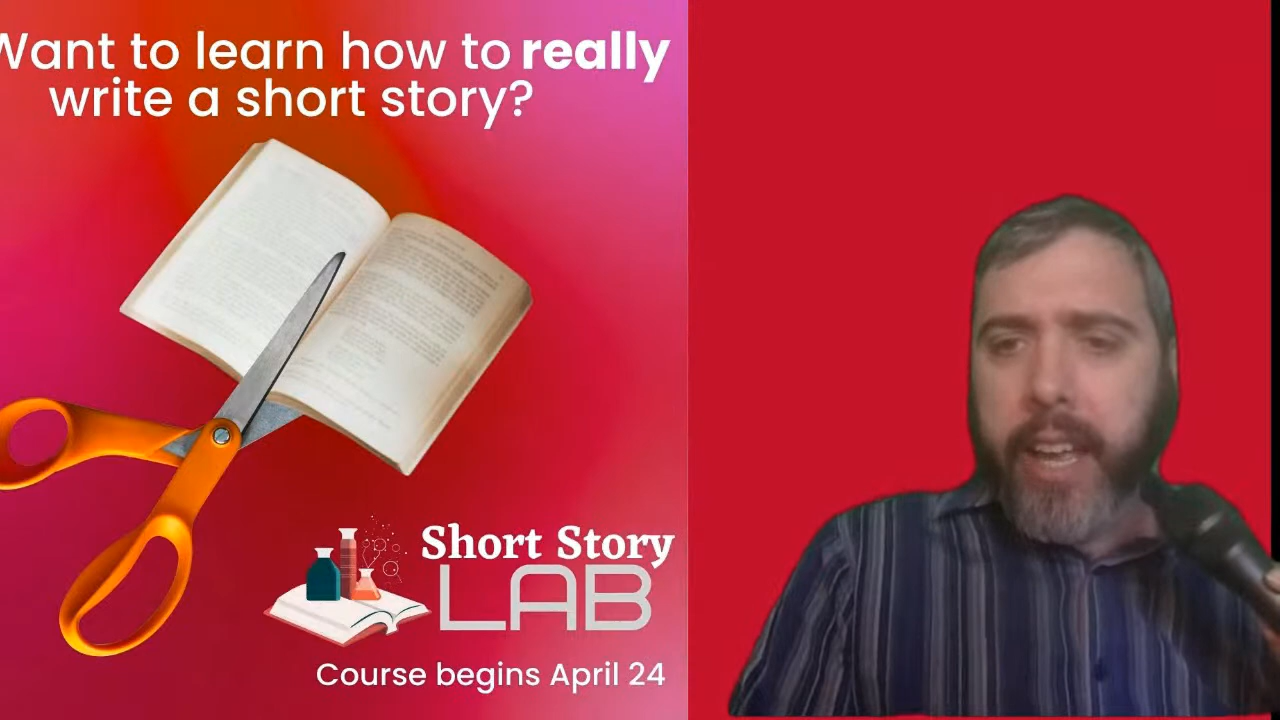 Want to learn how to really
write a short story?
Short Story
LAB
Course begins April 24